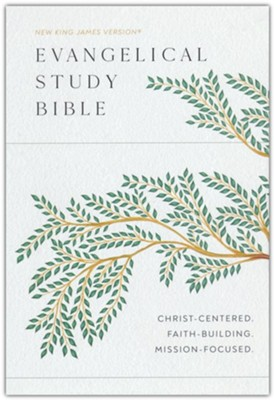 NEW KING JAMES VERSION®
EVANGELICAL
STUDY
BIBLE
CHRIST-CENTERED.
FAITH-BUILDING.
MISSION-FOCUSED.